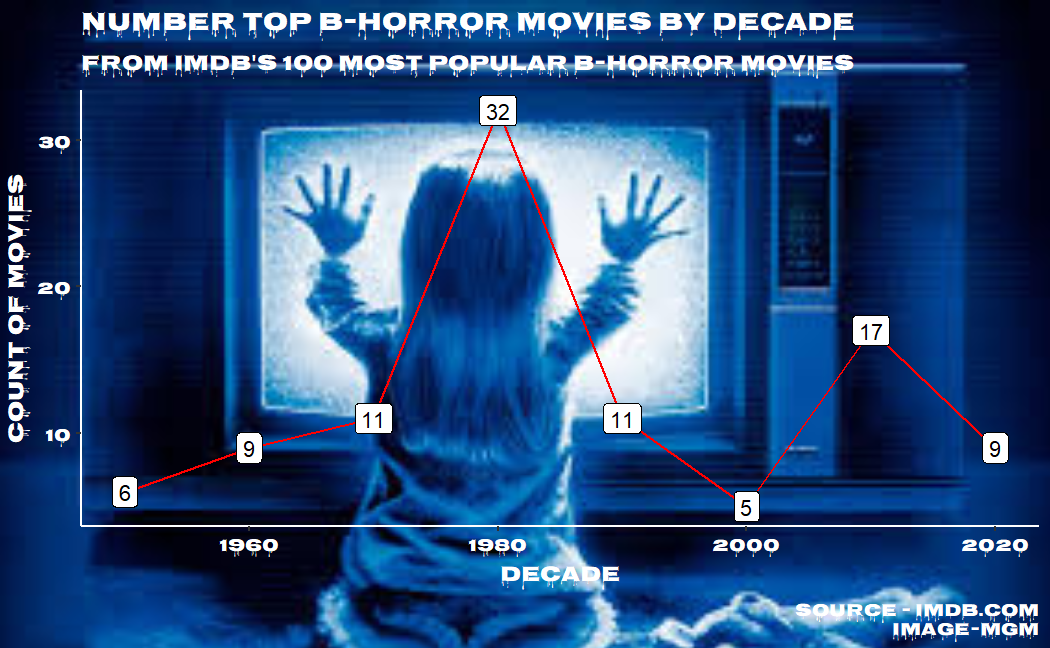 NUMBER TOP B-HORROR MOVIES BY DECADE
FROM IMDB'S 100 MOST POPULAR B-HORROR MOVIES
COUNT OF MOVIES
30
20
10
6
9
11
32
11
5
17
9
1960
1980
2000
2020
DECADE
SOURCE - IMDB.COM
IMAGE-MGM